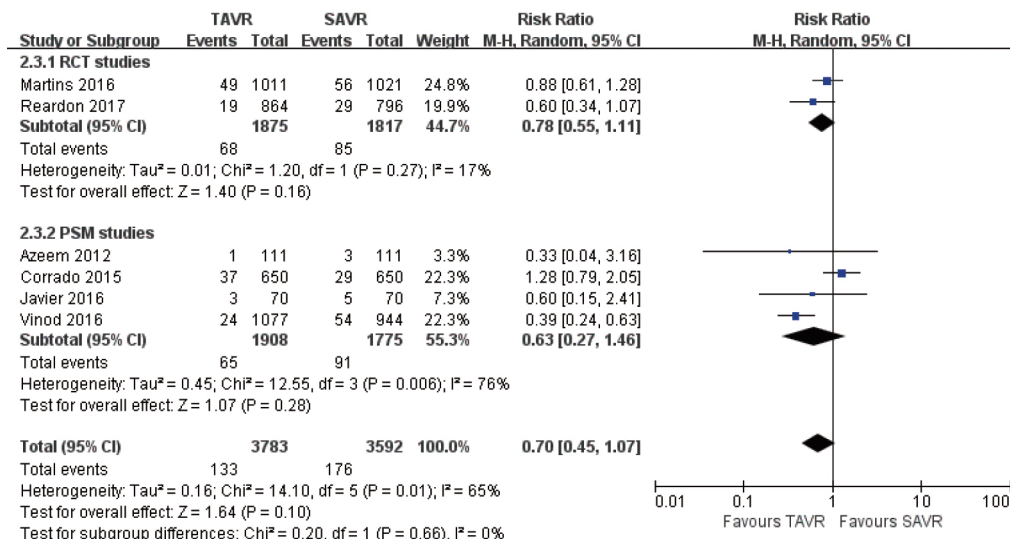 TAVR SAVR Risk Ratio Risk Ratio
Study or Subgroup Events Total Events Total Weight M-H, Random, 95% CI M-H, Random, 95% CI
2.3.1 RCT studies
Martins 2016 49 1011 56 1021 24.8% 0.88 [0.61, 1.28]
Reardon 2017 19 864 29 796 19.9% 0.60 [0.34, 1.07]
Subtotal (95% CI) 1875 1817 44.7% 0.78 [0.55, 1.11]
Total events 68 85
Heterogeneity: Tau² = 0.01; Chi² = 1.20, df = 1 (P = 0.27); I² = 17%
Test for overall effect: Z = 1.40 (P = 0.16)
2.3.2 PSM studies
Azeem 2012 1 111 3 111 3.3% 0.33 [0.04, 3.16]
Corrado 2015 37 650 29 650 22.3% 1.28 [0.79, 2.05]
Javier 2016 3 70 5 70 7.3% 0.60 [0.15, 2.41]
Vinod 2016 24 1077 54 944 22.3% 0.39 [0.24, 0.63]
Subtotal (95% CI) 1908 1775 55.3% 0.63 [0.27, 1.46]
Total events 65 91
Heterogeneity: Tau² = 0.45; Chi² = 12.55, df = 3 (P = 0.006); I² = 76%
Test for overall effect: Z = 1.07 (P = 0.28)
Total (95% CI) 3783 3592 100.0% 0.70 [0.45, 1.07]
Total events 133 176
Heterogeneity: Tau² = 0.16; Chi² = 14.10, df = 5 (P = 0.01); I² = 65%
Test for overall effect: Z = 1.64 (P = 0.10)
Test for subgroup differences: Chi² = 0.20, df = 1 (P = 0.66), I² = 0%
0.01 0.1 1 10 100
Favours TAVR Favours SAVR